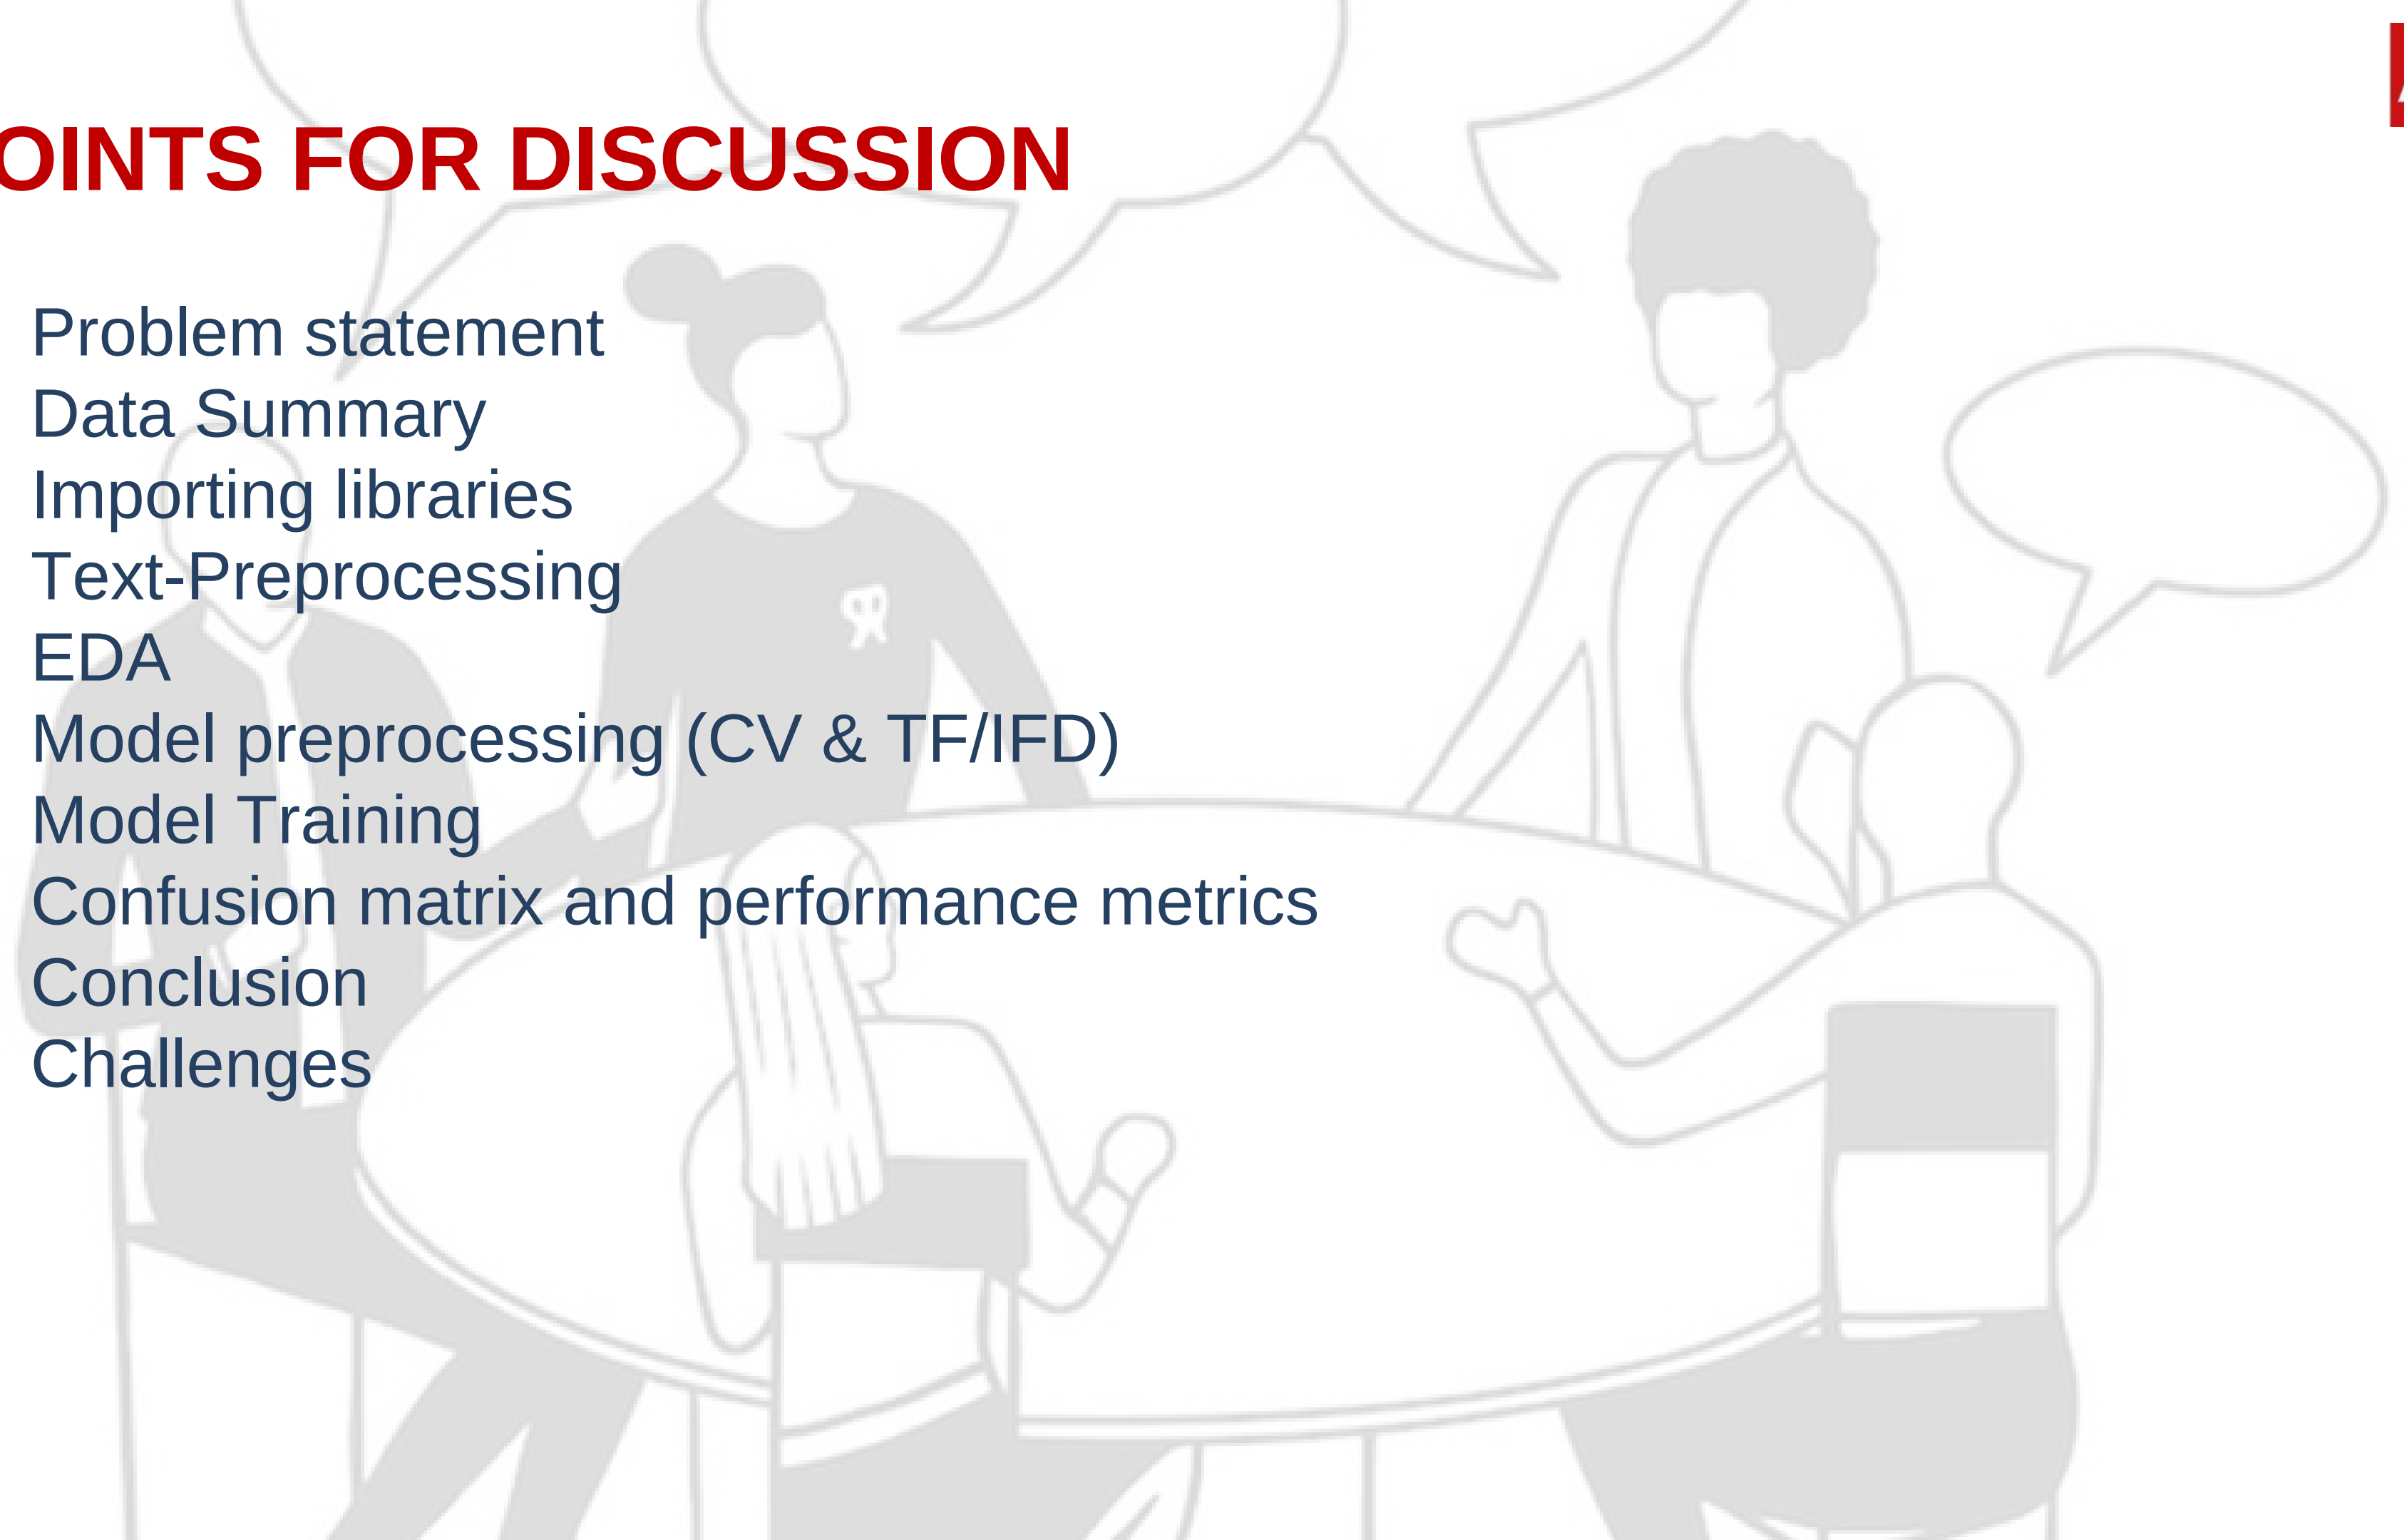 OINTS FOR DISCUSSION
Problem statement
Data Summary
Importing libraries
Text-Preprocessing
EDA
Model preprocessing (CV & TF/IFD)
Model Training
Confusion matrix and performance metrics
Conclusion
Challenges